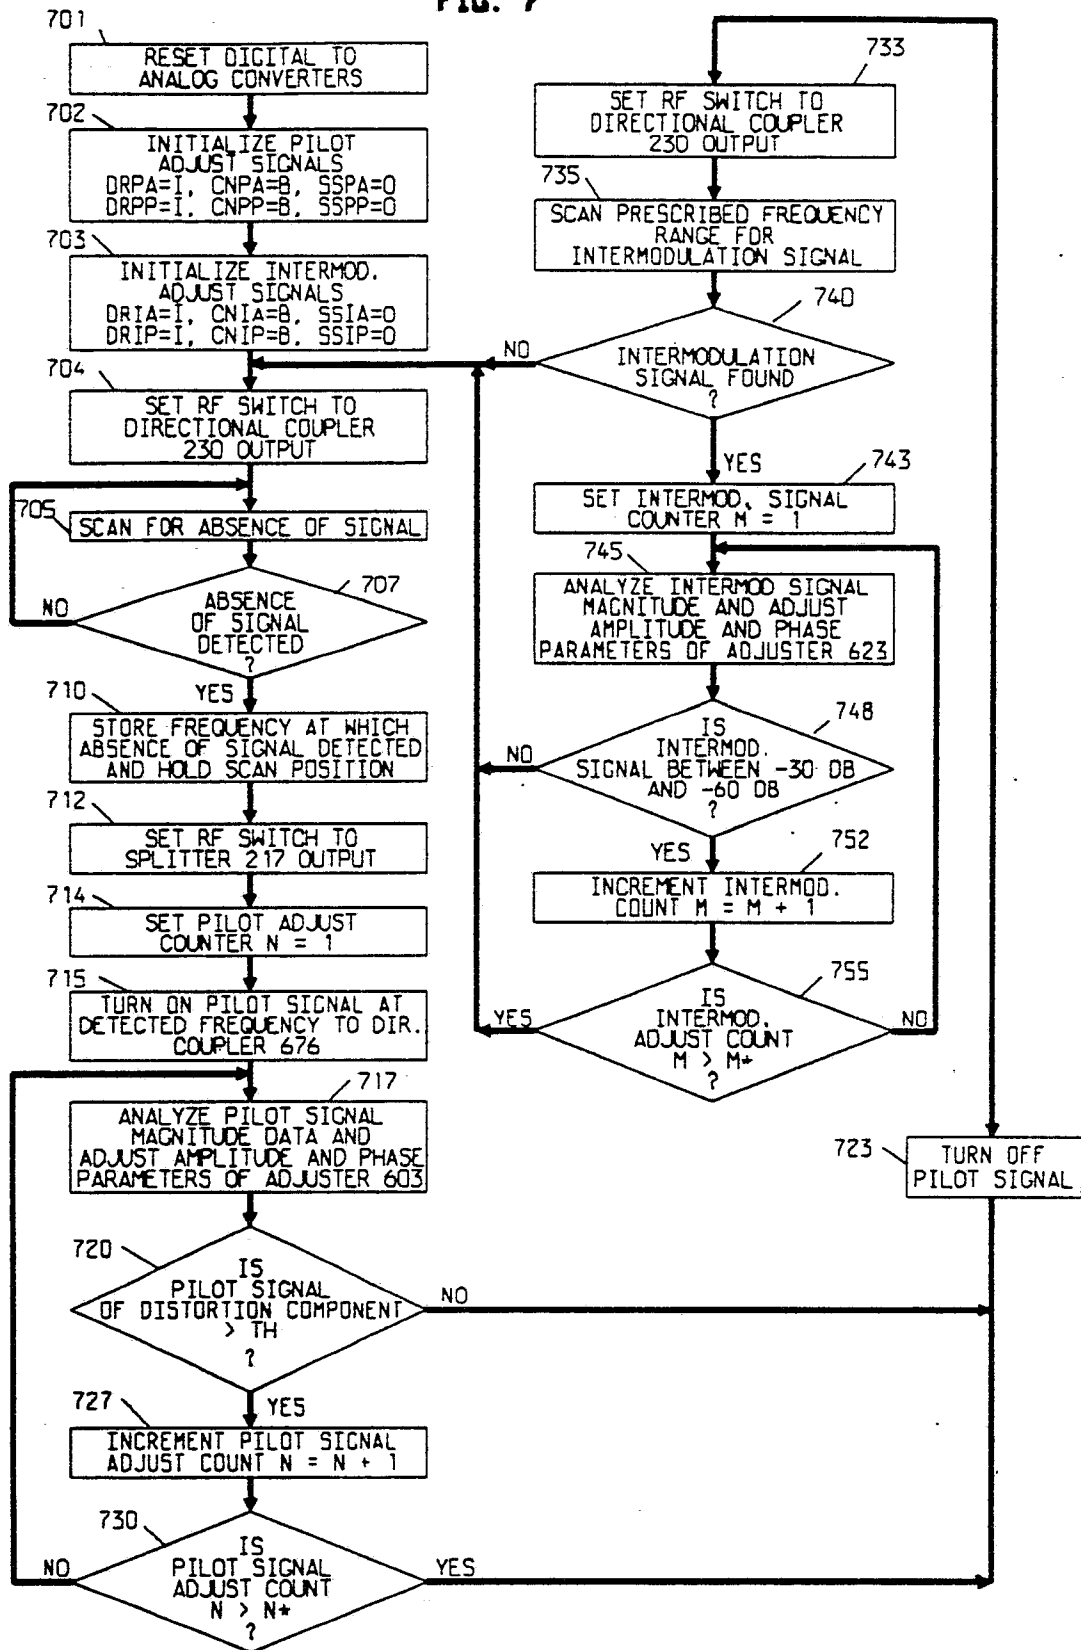 FIG. 7
701
RESET DIGITAL TO
ANALOG CONVERTERS
702
INITIALIZE PILOT
ADJUST SIGNALS
DRPA=I, CNPA=B, SSPA=0
DRPP=I, CNPP=B, SSPP=0
703
INITIALIZE INTERMOD.
ADJUST SIGNALS
DRIA=I, CNIA=B, SSIA=0
DRIP=I, CNIP=B, SSIP=0
704
SET RF SWITCH TO
DIRECTIONAL COUPLER
230 OUTPUT
705
SCAN FOR ABSENCE OF SIGNAL
707
NO
ABSENCE
OF SIGNAL
DETECTED
?
YES
710
STORE FREQUENCY AT WHICH
ABSENCE OF SIGNAL DETECTED
AND HOLD SCAN POSITION
712
SET RF SWITCH TO
SPLITTER 217 OUTPUT
714
SET PILOT ADJUST
COUNTER N = 1
715
TURN ON PILOT SIGNAL AT
DETECTED FREQUENCY TO DIR.
COUPLER 676
717
ANALYZE PILOT SIGNAL
MAGNITUDE DATA AND
ADJUST AMPLITUDE AND PHASE
PARAMETERS OF ADJUSTER 603
720
IS
PILOT SIGNAL
OF DISTORTION COMPONENT
> TH
?
NO
YES
727
INCREMENT PILOT SIGNAL
ADJUST COUNT N = N + 1
730
NO
IS
PILOT SIGNAL
ADJUST COUNT
N > N*
?
YES
733
SET RF SWITCH TO
DIRECTIONAL COUPLER
230 OUTPUT
735
SCAN PRESCRIBED FREQUENCY
RANGE FOR
INTERMODULATION SIGNAL
740
NO
INTERMODULATION
SIGNAL FOUND
?
YES
743
SET INTERMOD. SIGNAL
COUNTER M = 1
745
ANALYZE INTERMOD SIGNAL
MAGNITUDE AND ADJUST
AMPLITUDE AND PHASE
PARAMETERS OF ADJUSTER 623
748
NO
IS
INTERMOD.
SIGNAL BETWEEN -30 DB
AND -60 DB
?
YES
752
INCREMENT INTERMOD.
COUNT M = M + 1
755
YES
IS
INTERMOD.
ADJUST COUNT
M > M*
?
NO
723
TURN OFF
PILOT SIGNAL